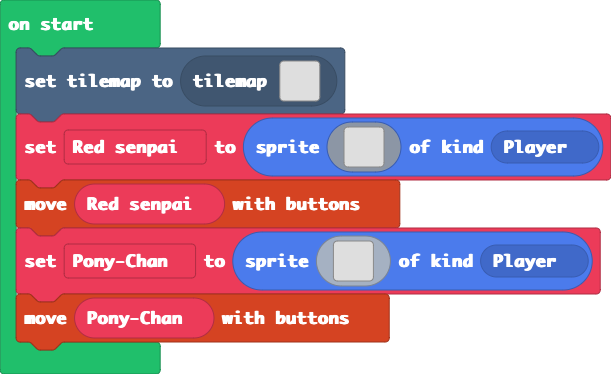 on start
set tilemap to tilemap
set Red senpai to sprite of kind Player
move Red senpai with buttons
set Pony-Chan to sprite of kind Player
move Pony-Chan with buttons